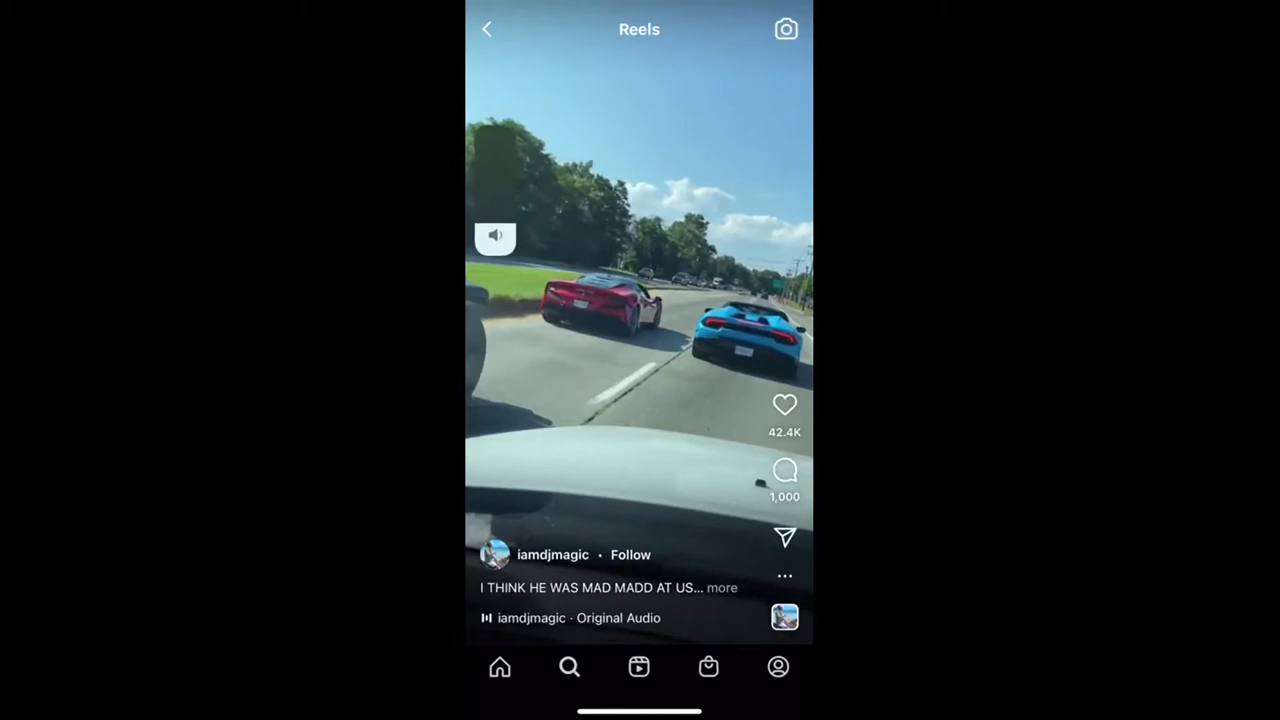 Reels
42.4K
1,000
iamdjmagic • Follow
I THINK HE WAS MAD MADD AT US... more
iamdjmagic · Original Audio